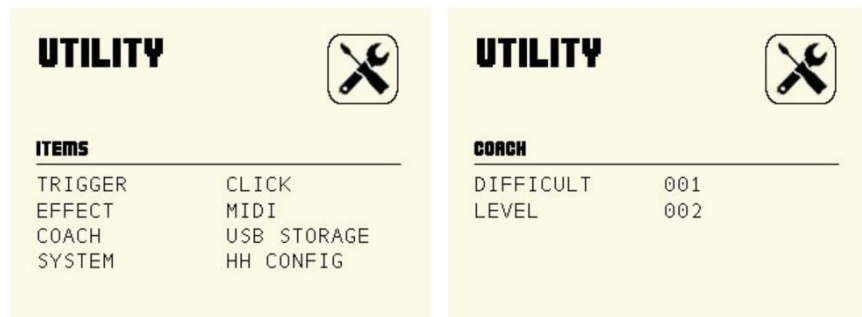 UTILITY
ITEMS
TRIGGER CLICK
EFFECT MIDI
COACH USB STORAGE
SYSTEM HH CONFIG
UTILITY
COACH
DIFFICULT 001
LEVEL 002